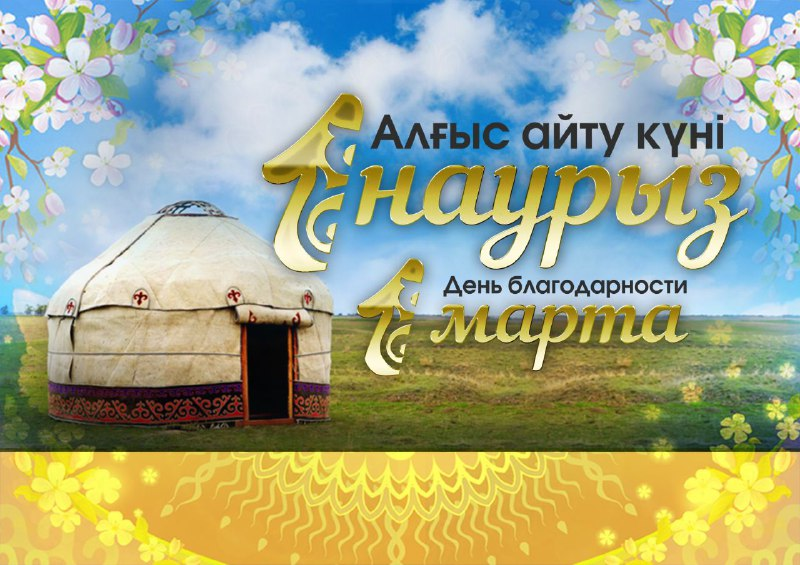 Алғыс айту күні
1 наурыз
День благодарности
1 марта